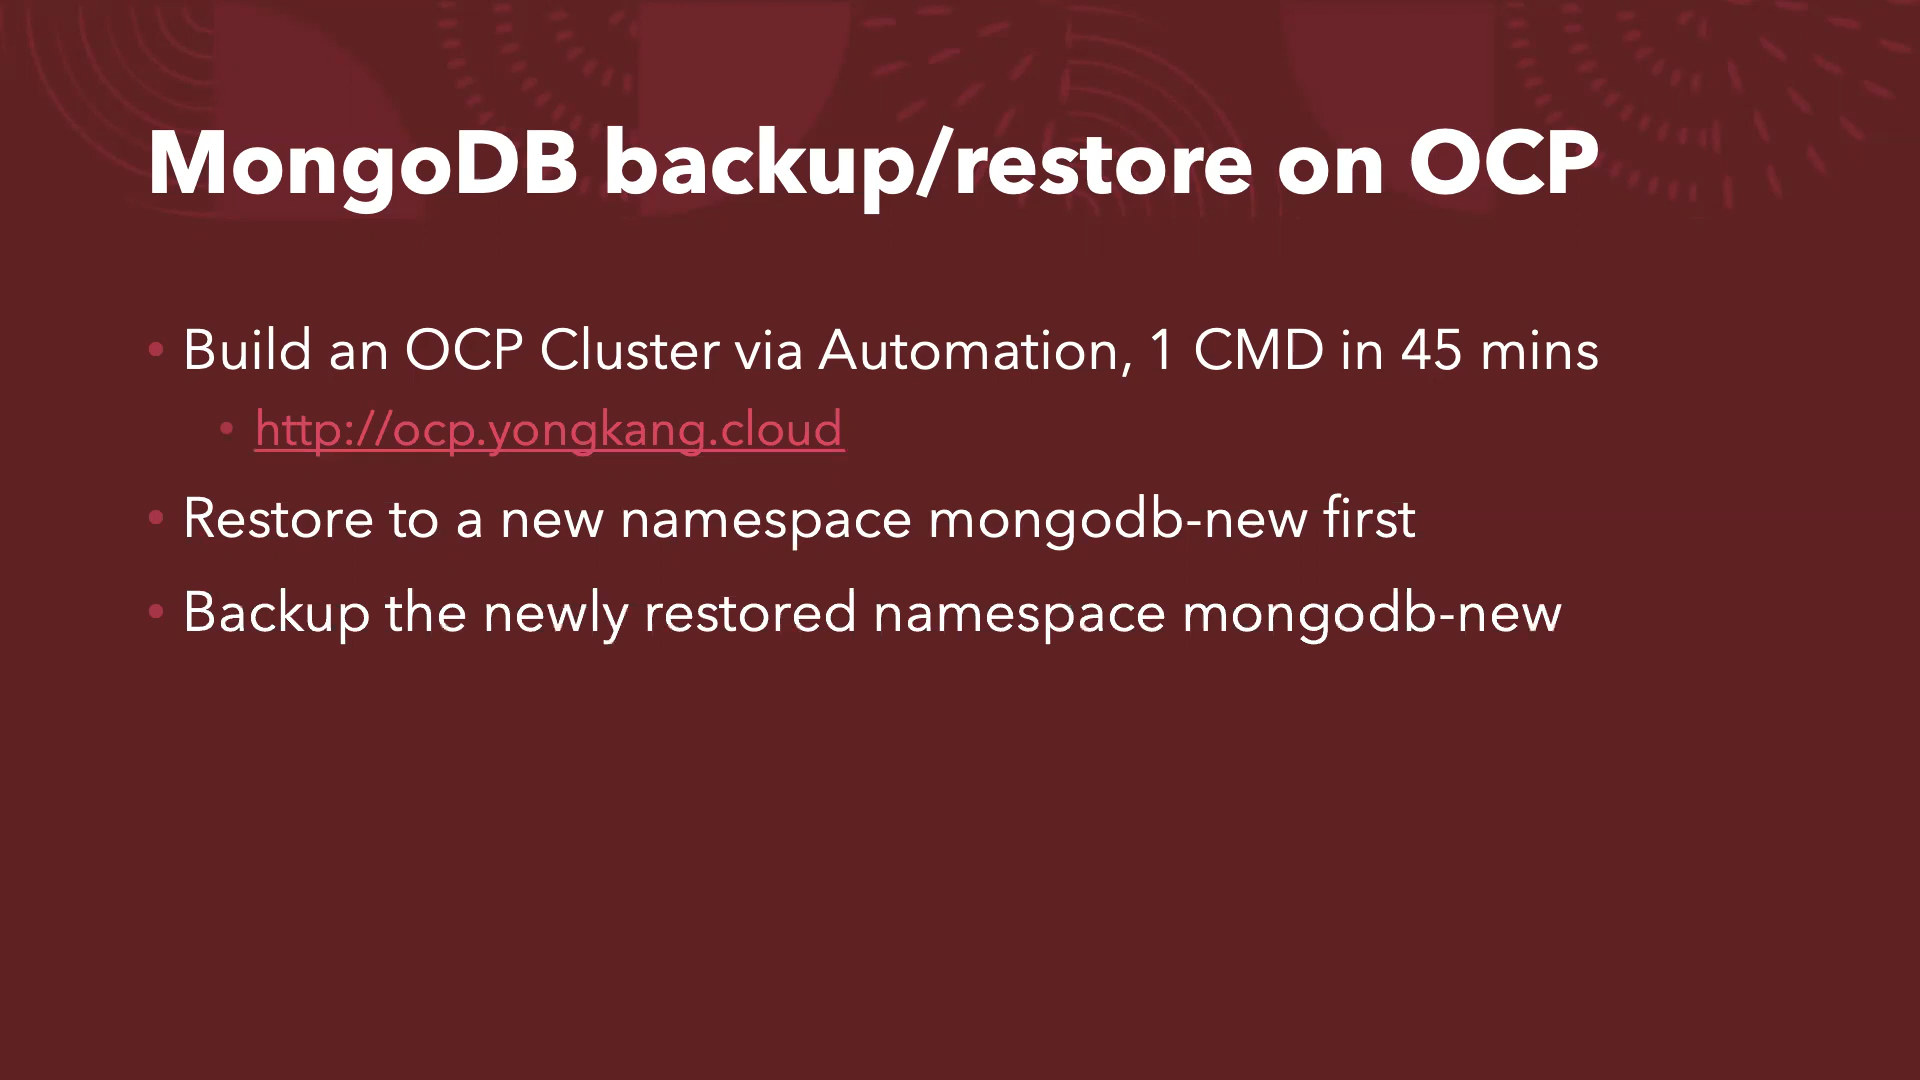 MongoDB backup/restore on OCP
• Build an OCP Cluster via Automation, 1 CMD in 45 mins
• http://ocp.yongkang.cloud
• Restore to a new namespace mongodb-new first
• Backup the newly restored namespace mongodb-new